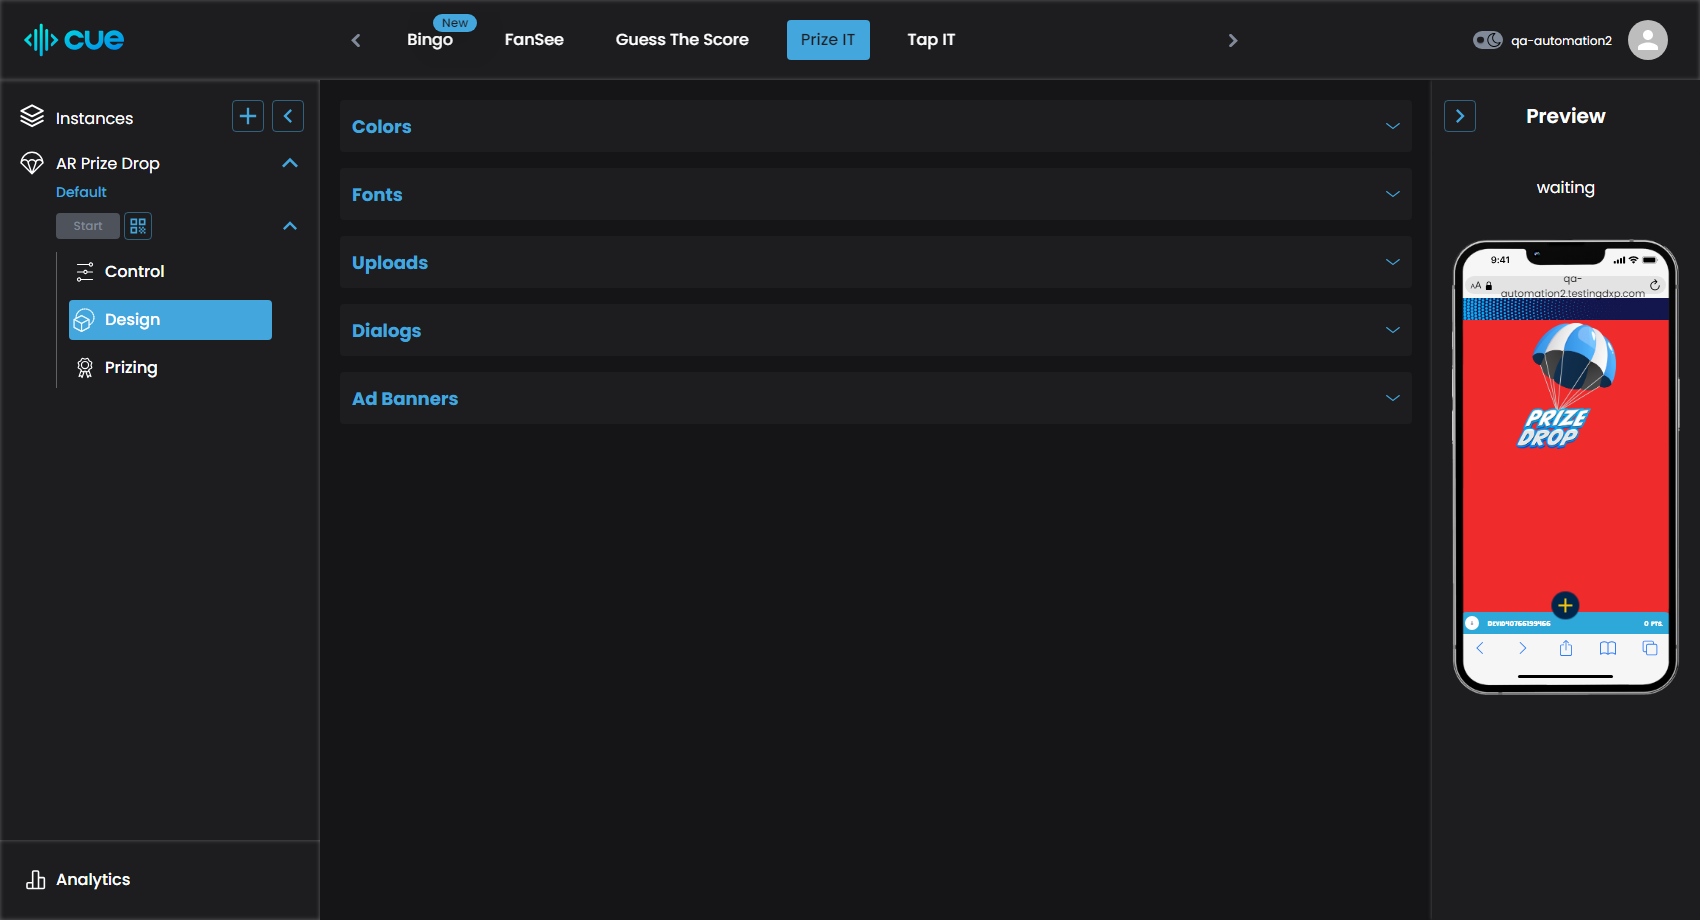 cue
New
Bingo
FanSee
Guess The Score
Prize IT
Tap IT
qa-automation2
Instances
AR Prize Drop
Default
Start
Control
Design
Prizing
Analytics
Colors
Fonts
Uploads
Dialogs
Ad Banners
Preview
waiting
9:41
AA
qa-
automation2.testingdxp.com
PRIZE
DROP
0 PTS.